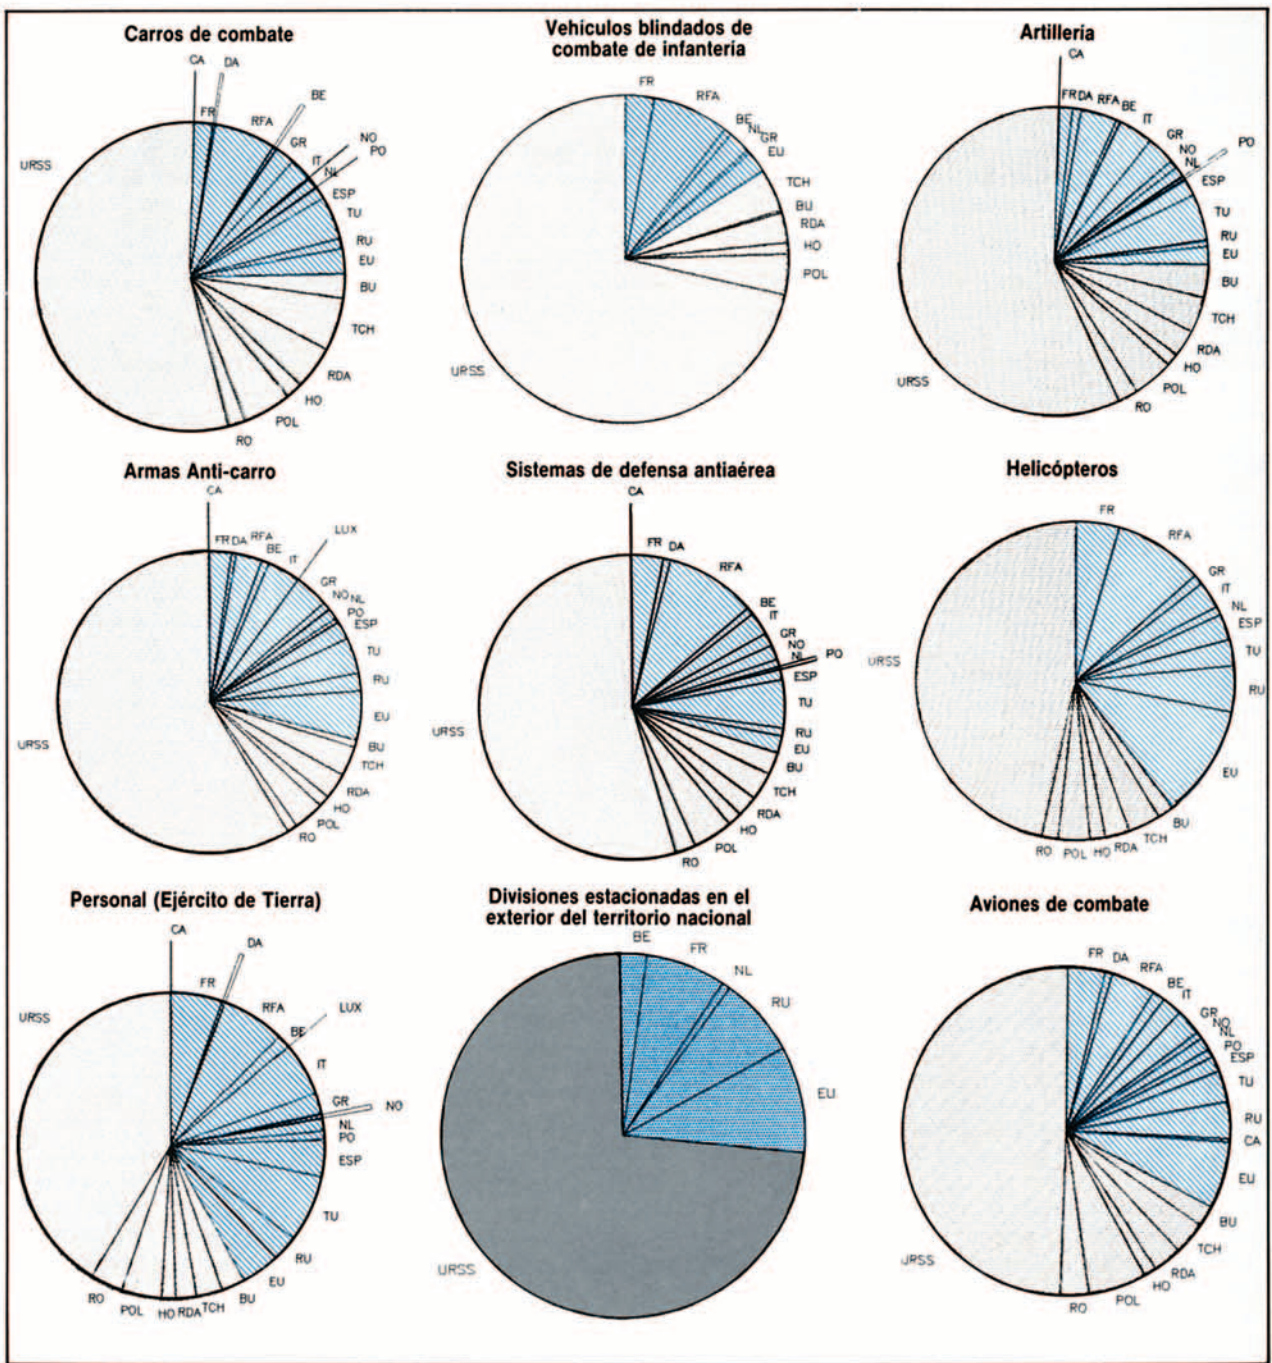 Carros de combate
CA
DA
FR
RFA
BE
GR
IT
NO
NL
PO
ESP
TU
RU
EU
BU
TCH
RDA
HO
POL
RO
URSS
Vehículos blindados de
combate de infantería
FR
RFA
BE
NL
GR
EU
TCH
BU
RDA
HO
POL
URSS
Artillería
CA
FR
DA
RFA
BE
IT
GR
NO
NL
PO
ESP
TU
RU
EU
BU
TCH
RDA
HO
POL
RO
URSS
Armas Anti-carro
CA
FR
DA
RFA
BE
IT
LUX
GR
NO
NL
PO
ESP
TU
RU
EU
BU
TCH
RDA
HO
POL
RO
URSS
Sistemas de defensa antiaérea
CA
FR
DA
RFA
BE
IT
GR
NO
NL
PO
ESP
TU
RU
EU
BU
TCH
RDA
HO
POL
RO
URSS
Helicópteros
FR
RFA
GR
IT
NL
ESP
TU
RU
EU
BU
TCH
RDA
HO
POL
RO
URSS
Personal (Ejército de Tierra)
CA
DA
FR
RFA
BE
LUX
IT
GR
NO
NL
PO
ESP
TU
RU
EU
BU
TCH
RDA
HO
POL
RO
URSS
Divisiones estacionadas en el
exterior del territorio nacional
BE
FR
NL
RU
EU
URSS
Aviones de combate
FR
DA
RFA
BE
IT
GR
NO
NL
PO
ESP
TU
RU
CA
EU
BU
TCH
RDA
HO
POL
RO
URSS